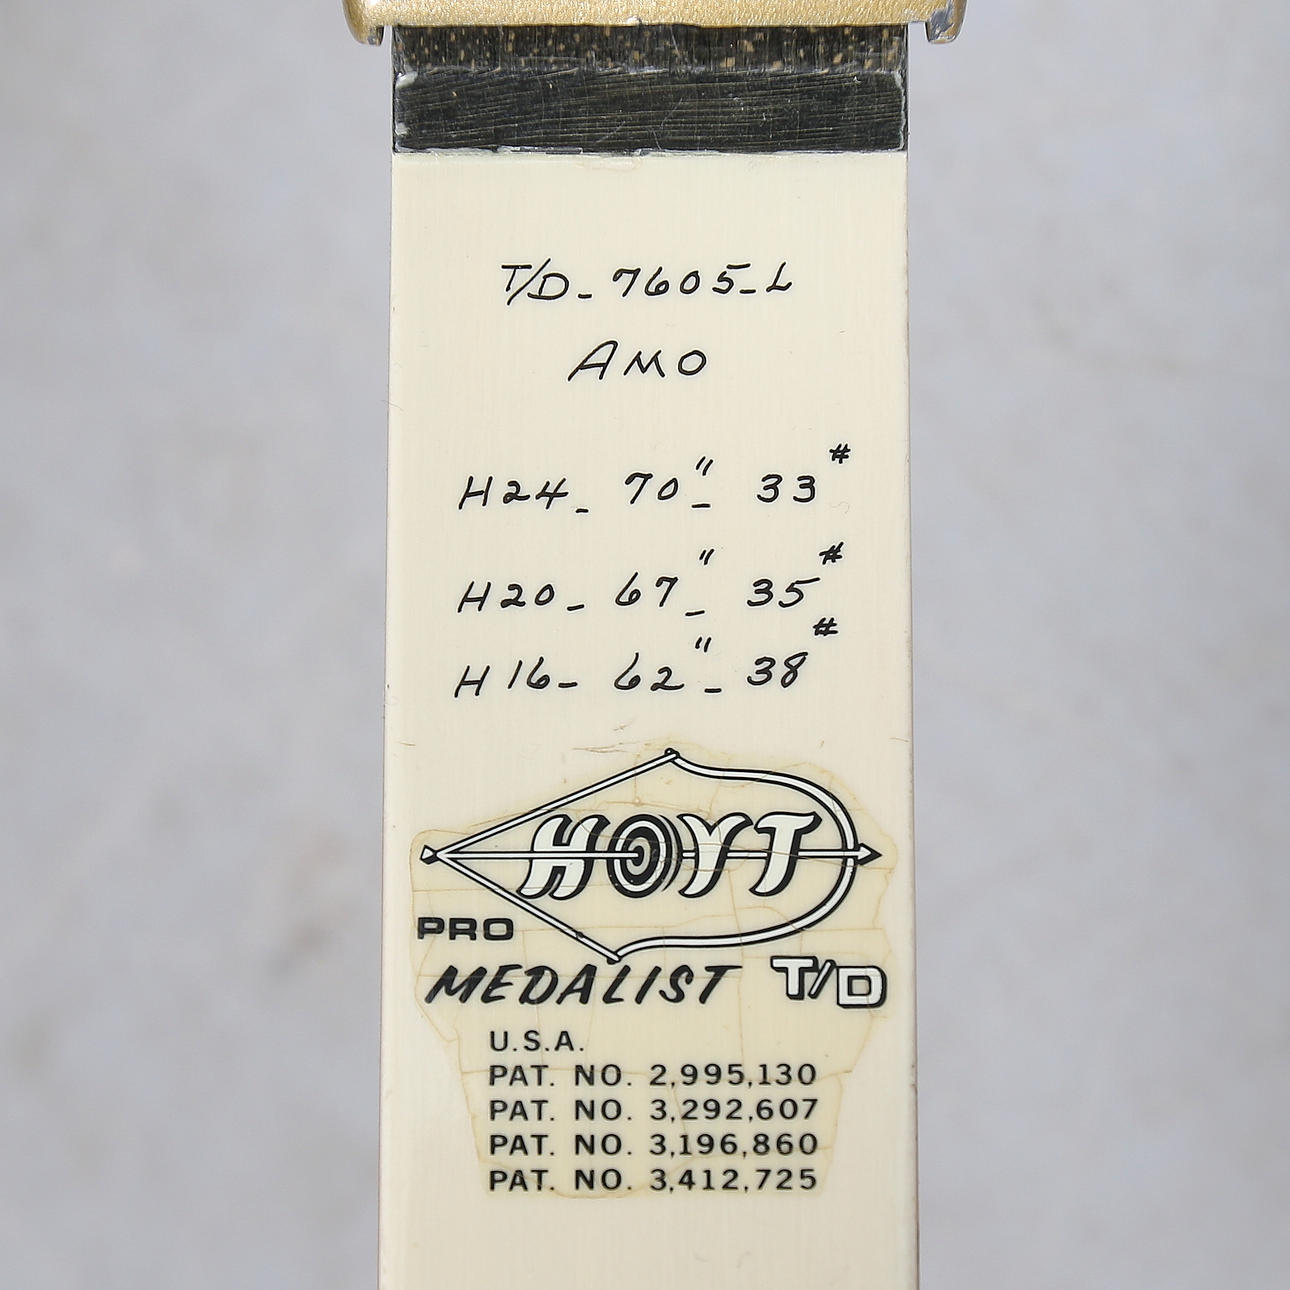 T/D-7605-L
AMO
H24- 70"- 33#
H20- 67"- 35#
H16- 62"- 38#
HOYT
PRO
MEDALIST T/D
U.S.A.
PAT. NO. 2,995,130
PAT. NO. 3,292,607
PAT. NO. 3,196,860
PAT. NO. 3,412,725